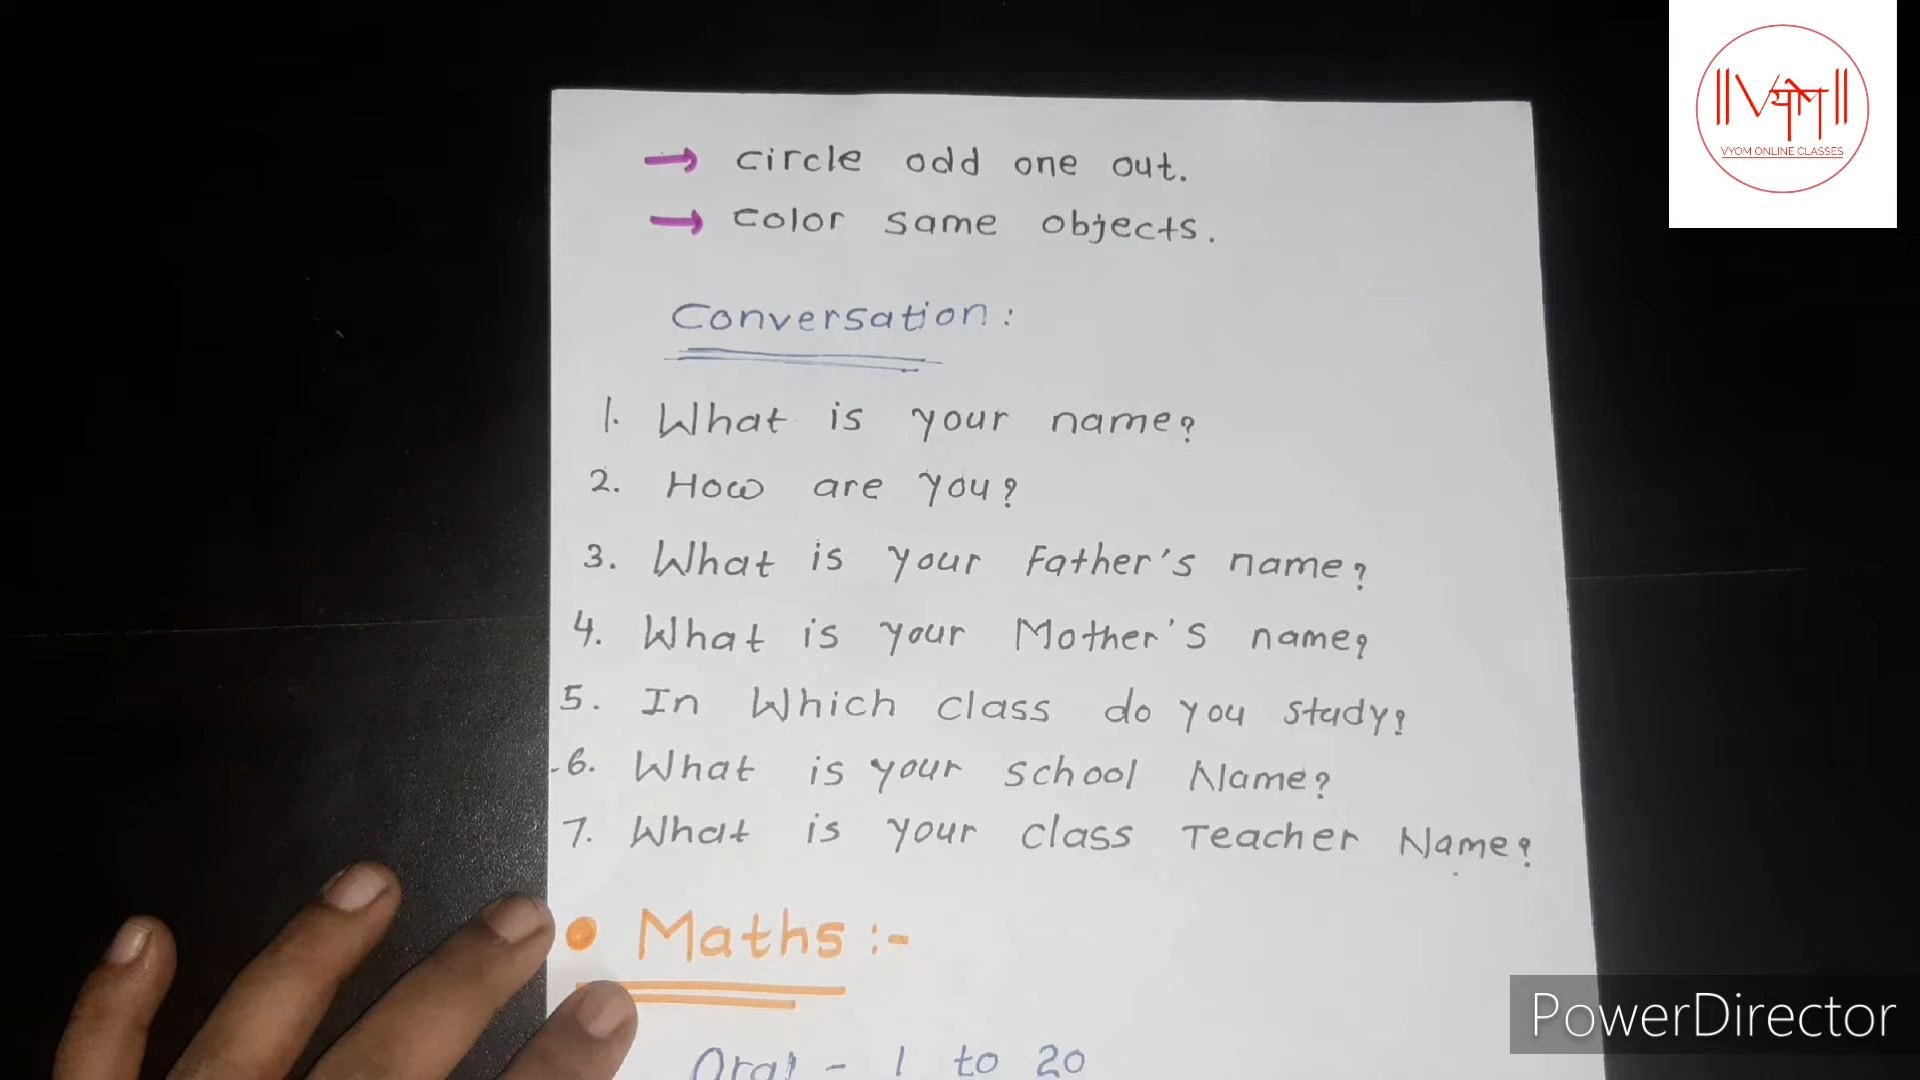 → circle odd one out.
→ color same objects.
Conversation:
1. What is your name?
2. How are you?
3. What is your Father's name?
4. What is your Mother's name?
5. In Which class do you study?
6. What is your school Name?
7. What is your class Teacher Name?
• Maths :-
Oral - 1 to 20
||Vयोम||
VYOM ONLINE CLASSES
PowerDirector